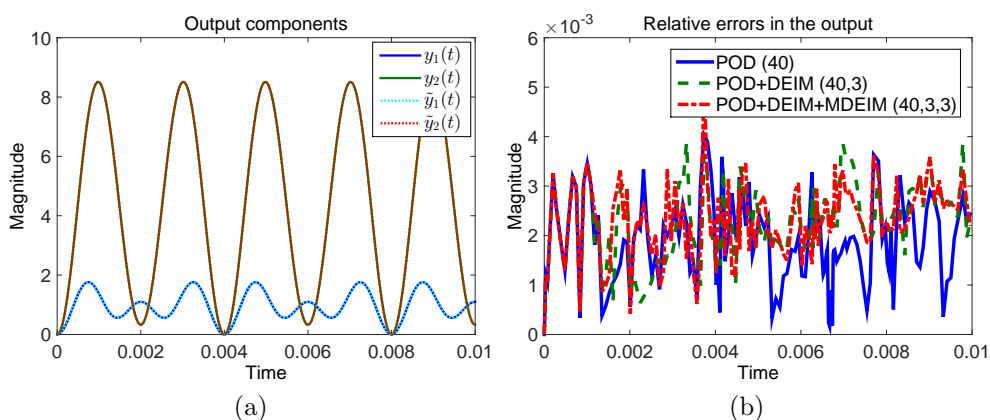 Output components
10
8
6
4
2
0
Magnitude
0
0.002
0.004
0.006
0.008
0.01
Time
y₁(t)
y₂(t)
ỹ₁(t)
ỹ₂(t)
(a)
Relative errors in the output
× 10⁻³
6
5
4
3
2
1
0
Magnitude
0
0.002
0.004
0.006
0.008
0.01
Time
POD (40)
POD+DEIM (40,3)
POD+DEIM+MDEIM (40,3,3)
(b)